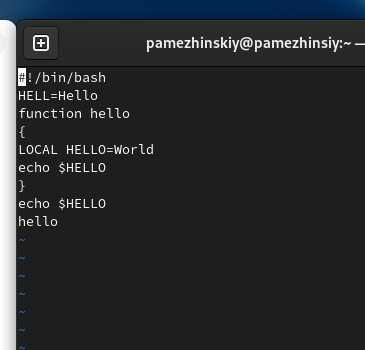 pamezhinskiy@pamezhinsiy:~ —
#!/bin/bash
HELL=Hello
function hello
{
LOCAL HELLO=World
echo $HELLO
}
echo $HELLO
hello
~
~
~
~
~
~
~